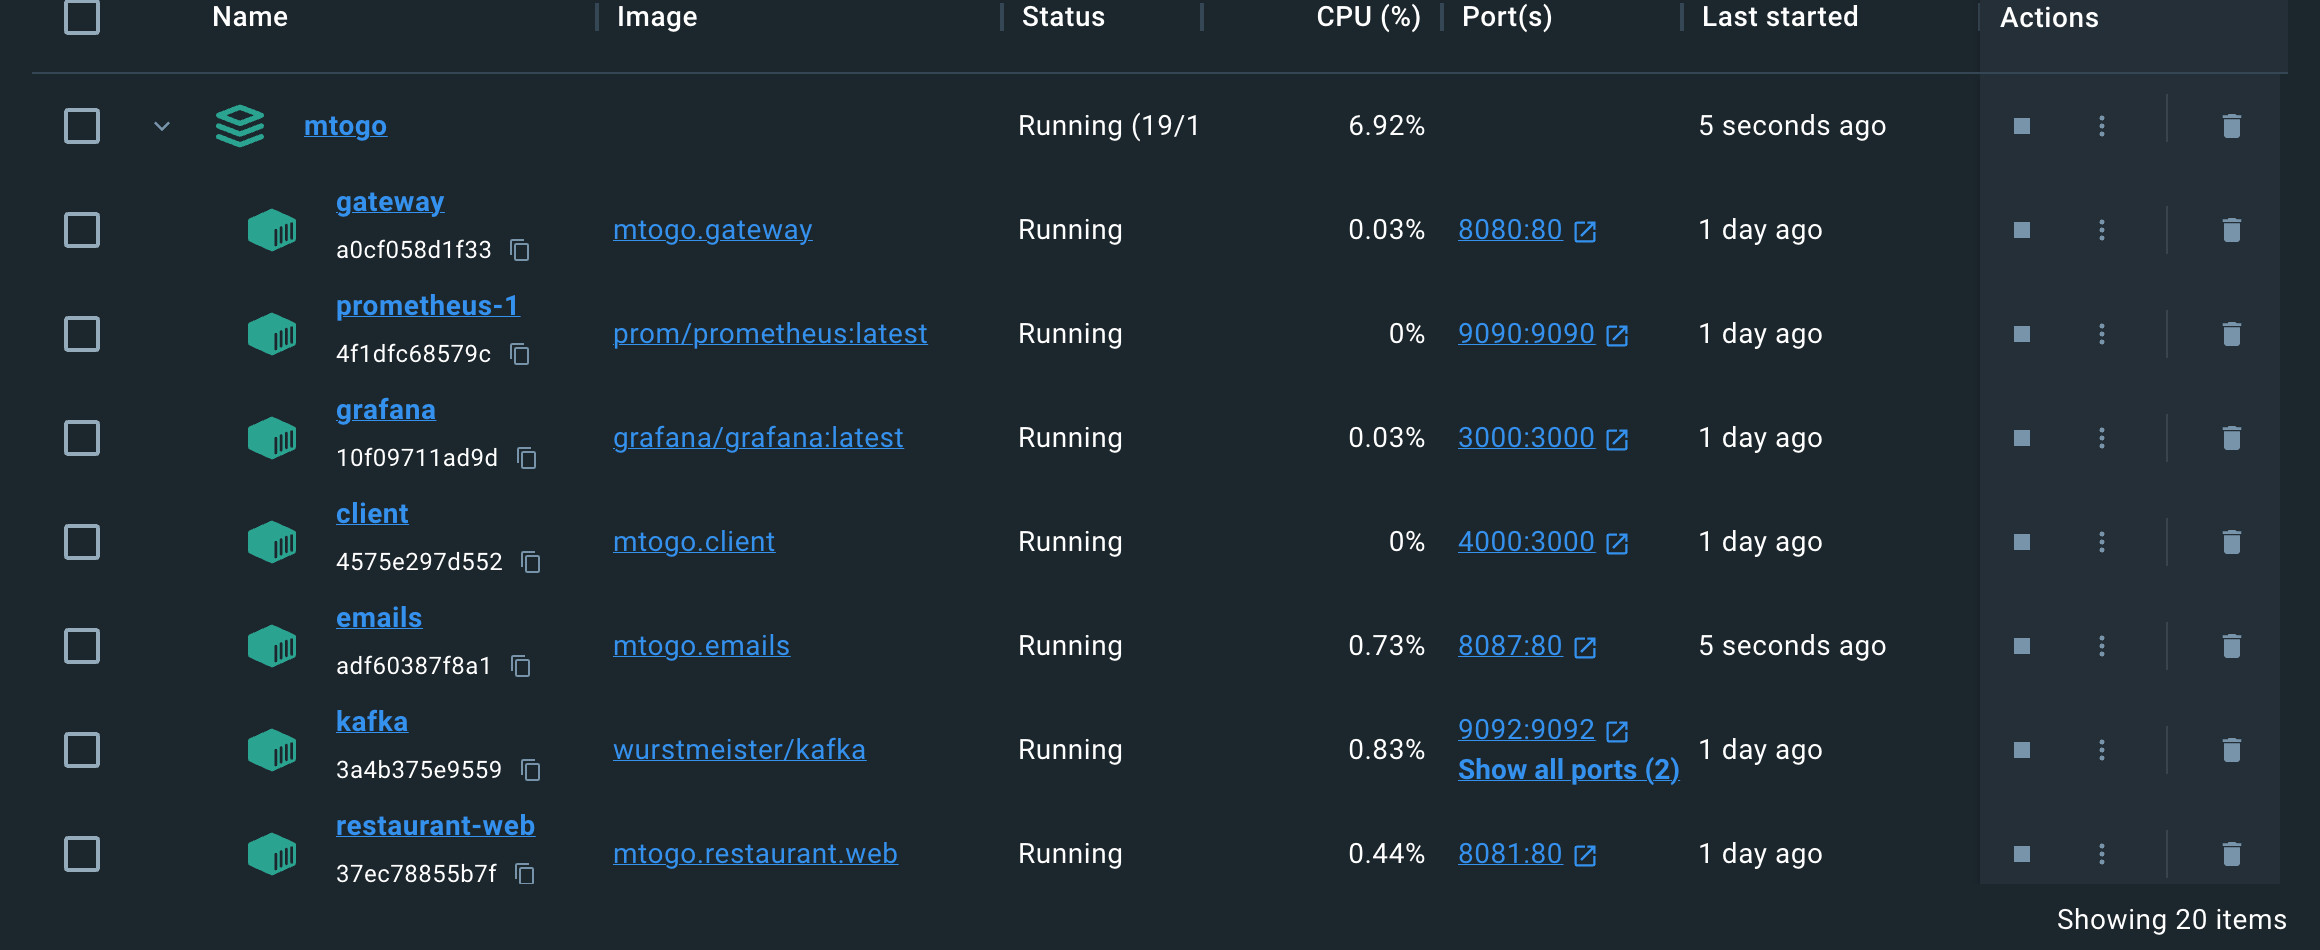 Name Image Status CPU (%) Port(s) Last started Actions
mtogo Running (19/1 6.92% 5 seconds ago
gateway
a0cf058d1f33 mtogo.gateway Running 0.03% 8080:80 1 day ago
prometheus-1
4f1dfc68579c prom/prometheus:latest Running 0% 9090:9090 1 day ago
grafana
10f09711ad9d grafana/grafana:latest Running 0.03% 3000:3000 1 day ago
client
4575e297d552 mtogo.client Running 0% 4000:3000 1 day ago
emails
adf60387f8a1 mtogo.emails Running 0.73% 8087:80 5 seconds ago
kafka
3a4b375e9559 wurstmeister/kafka Running 0.83% 9092:9092 1 day ago
Show all ports (2)
restaurant-web
37ec78855b7f mtogo.restaurant.web Running 0.44% 8081:80 1 day ago
Showing 20 items